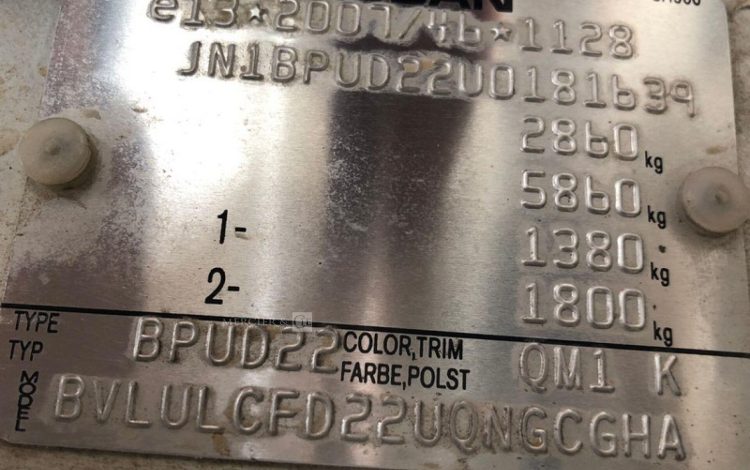 e13*2007/46*1128
JN1BPUD22U0181639
2860 kg
5860 kg
1- 1380 kg
2- 1800 kg
TYPE
TYP BPUD22 COLOR,TRIM
FARBE,POLST QM1 K
MODEL BVLULCFD22UQNGCGHA